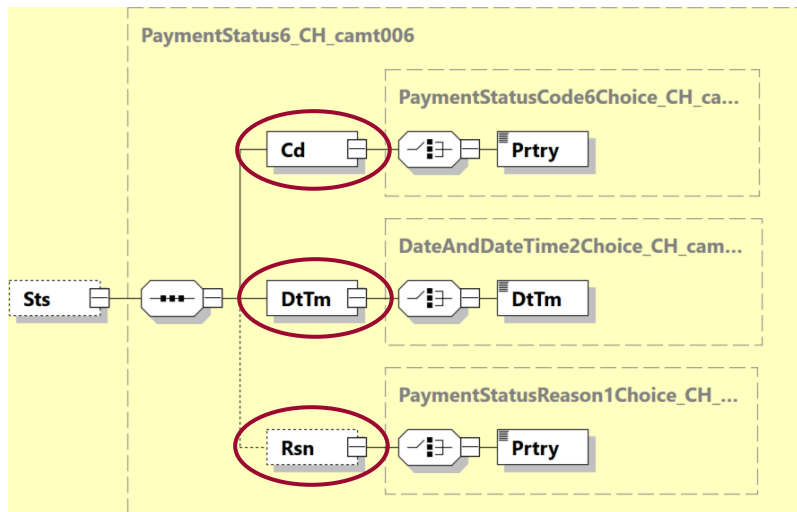 PaymentStatus6_CH_camt006
PaymentStatusCode6Choice_CH_ca...
Cd
Prtry
DateAndDateTime2Choice_CH_cam...
Sts
DtTm
DtTm
PaymentStatusReason1Choice_CH_...
Rsn
Prtry